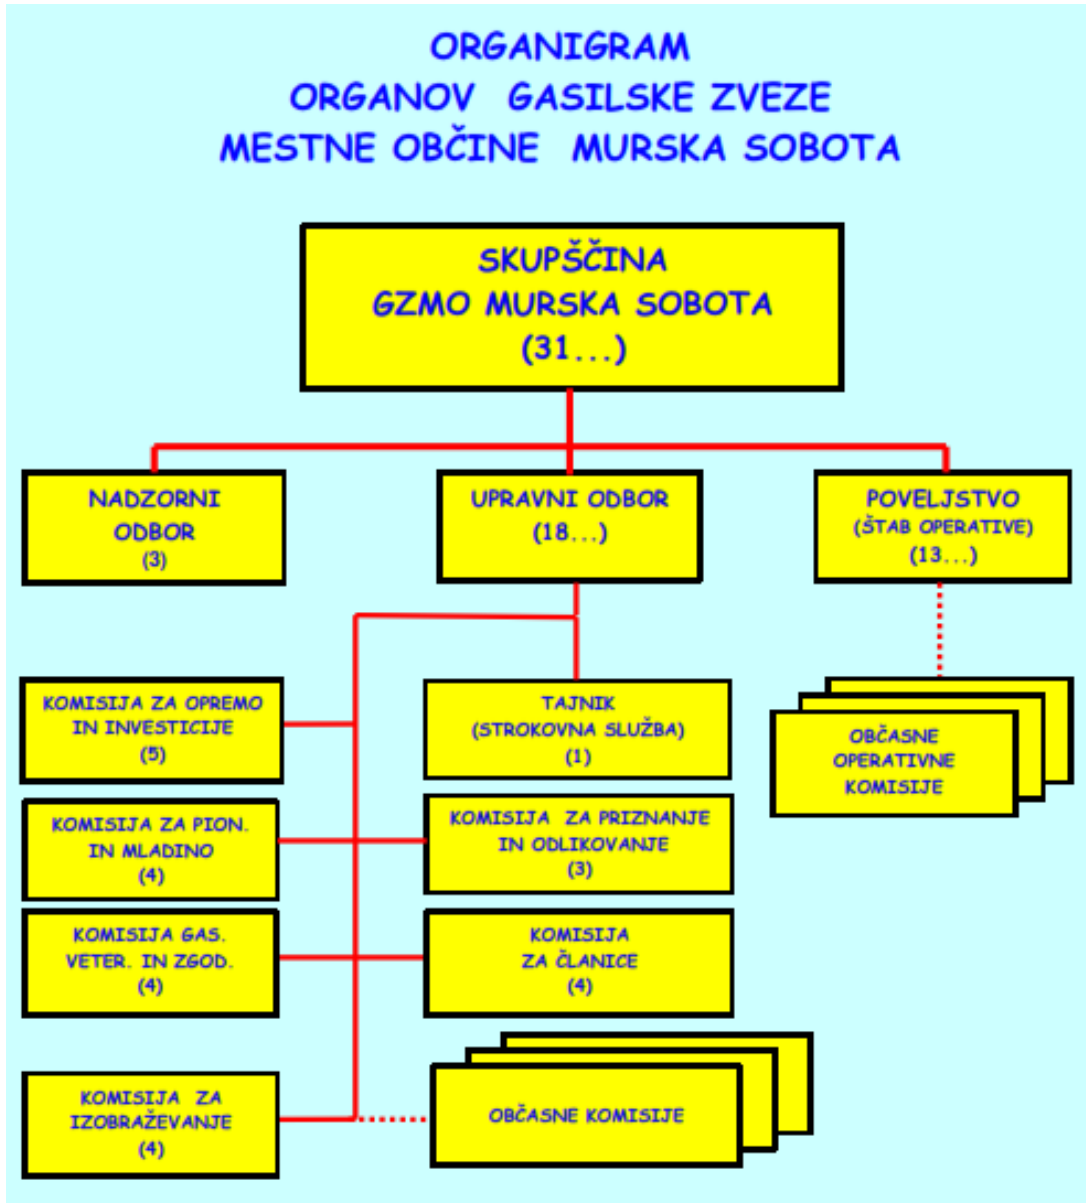 ORGANIGRAM
ORGANOV GASILSKE ZVEZE
MESTNE OBČINE MURSKA SOBOTA
SKUPŠČINA
GZMO MURSKA SOBOTA
(31...)
NADZORNI
ODBOR
(3)
UPRAVNI ODBOR
(18...)
POVELJSTVO
(ŠTAB OPERATIVE)
(13...)
KOMISIJA ZA OPREMO
IN INVESTICIJE
(5)
TAJNIK
(STROKOVNA SLUŽBA)
(1)
OBČASNE
OPERATIVNE
KOMISIJE
KOMISIJA ZA PION.
IN MLADINO
(4)
KOMISIJA ZA PRIZNANJE
IN ODLIKOVANJE
(3)
KOMISIJA GAS.
VETER. IN ZGOD.
(4)
KOMISIJA
ZA ČLANICE
(4)
KOMISIJA ZA
IZOBRAŽEVANJE
(4)
OBČASNE KOMISIJE